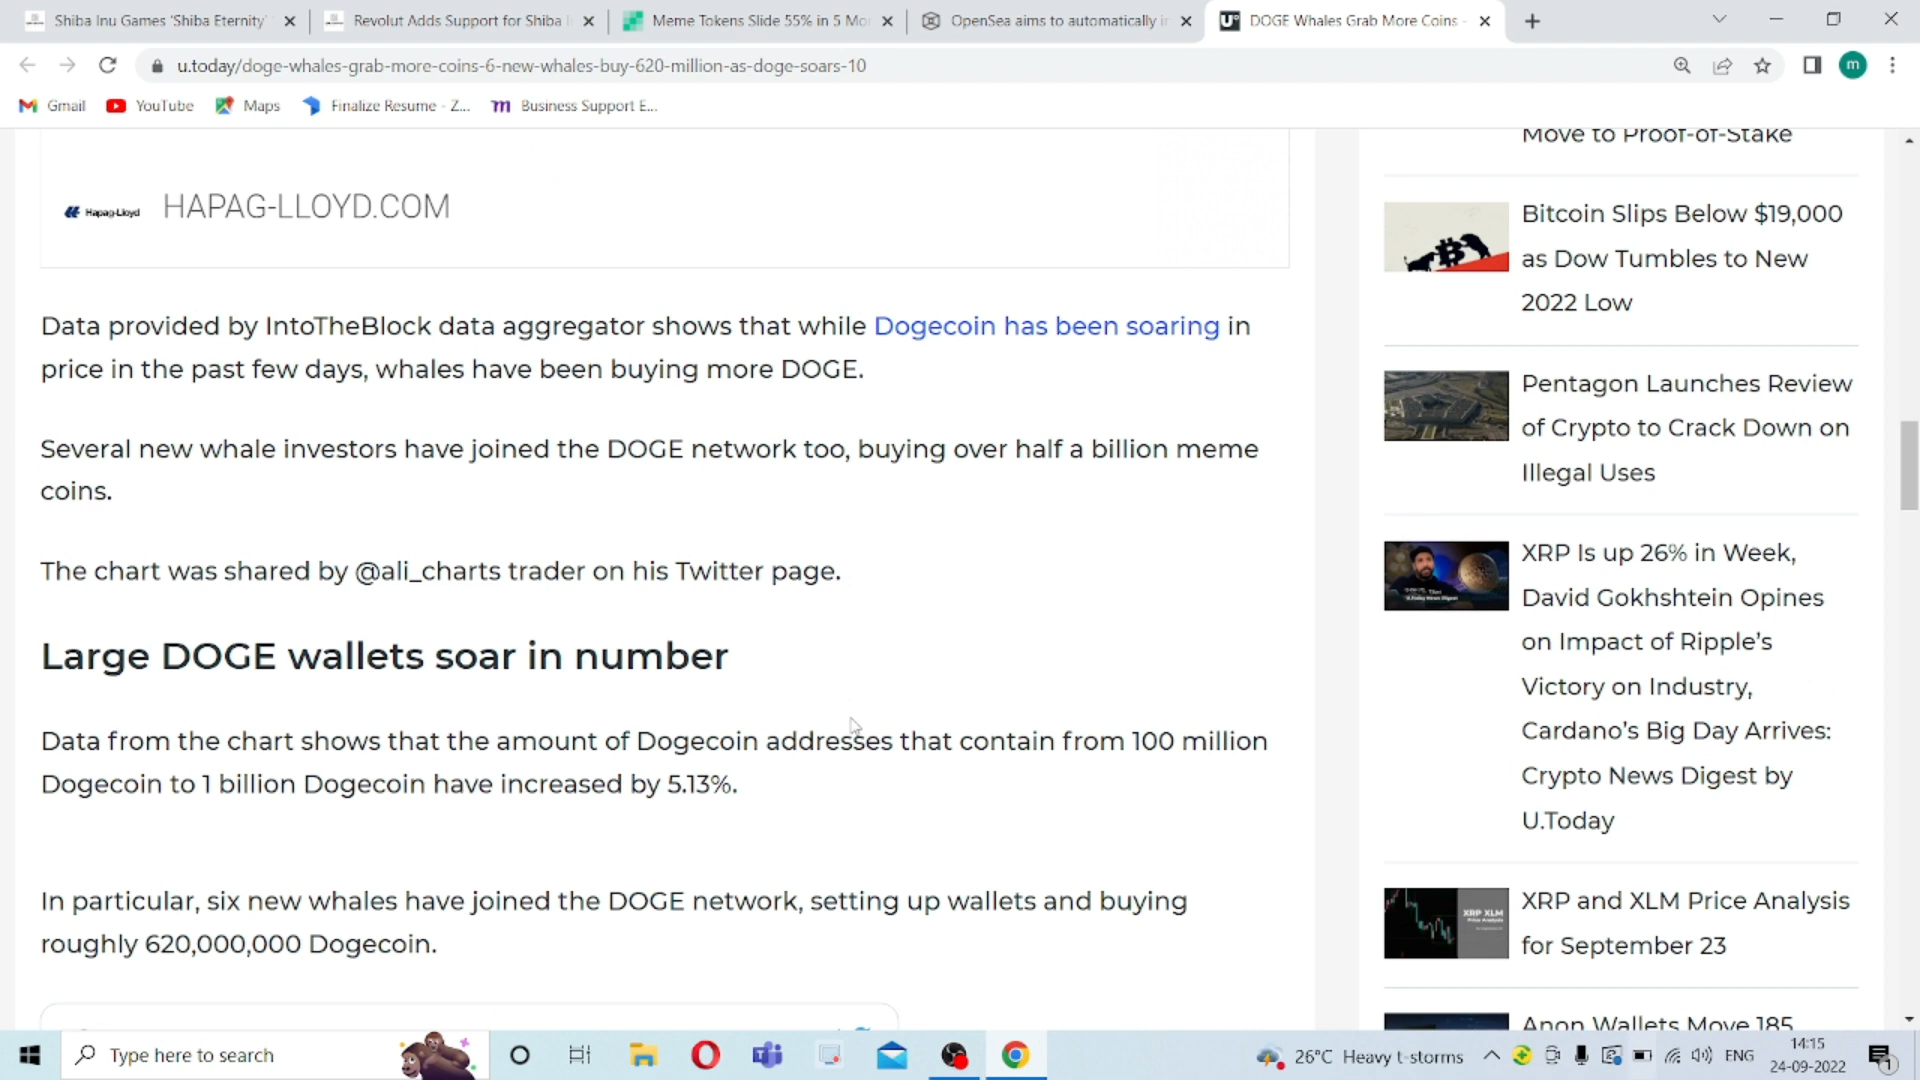 Shiba Inu Games 'Shiba Eternity'
Revolut Adds Support for Shiba I
Meme Tokens Slide 55% in 5 Mo
OpenSea aims to automatically i
DOGE Whales Grab More Coins -
u.today/doge-whales-grab-more-coins-6-new-whales-buy-620-million-as-doge-soars-10
m
Gmail
YouTube
Maps
Finalize Resume - Z...
Business Support E...
Hapag-Lloyd
HAPAG-LLOYD.COM
Data provided by IntoTheBlock data aggregator shows that while Dogecoin has been soaring in
price in the past few days, whales have been buying more DOGE.
Several new whale investors have joined the DOGE network too, buying over half a billion meme
coins.
The chart was shared by @ali_charts trader on his Twitter page.
Large DOGE wallets soar in number
Data from the chart shows that the amount of Dogecoin addresses that contain from 100 million
Dogecoin to 1 billion Dogecoin have increased by 5.13%.
In particular, six new whales have joined the DOGE network, setting up wallets and buying
roughly 620,000,000 Dogecoin.
Move to Proof-of-Stake
Bitcoin Slips Below $19,000
as Dow Tumbles to New
2022 Low
Pentagon Launches Review
of Crypto to Crack Down on
Illegal Uses
XRP Is up 26% in Week,
David Gokhshtein Opines
on Impact of Ripple's
Victory on Industry,
Cardano's Big Day Arrives:
Crypto News Digest by
U.Today
XRP XLM
XRP and XLM Price Analysis
for September 23
Anon Wallets Move 185
Type here to search
26°C Heavy t-storms
ENG
14:15
24-09-2022
1